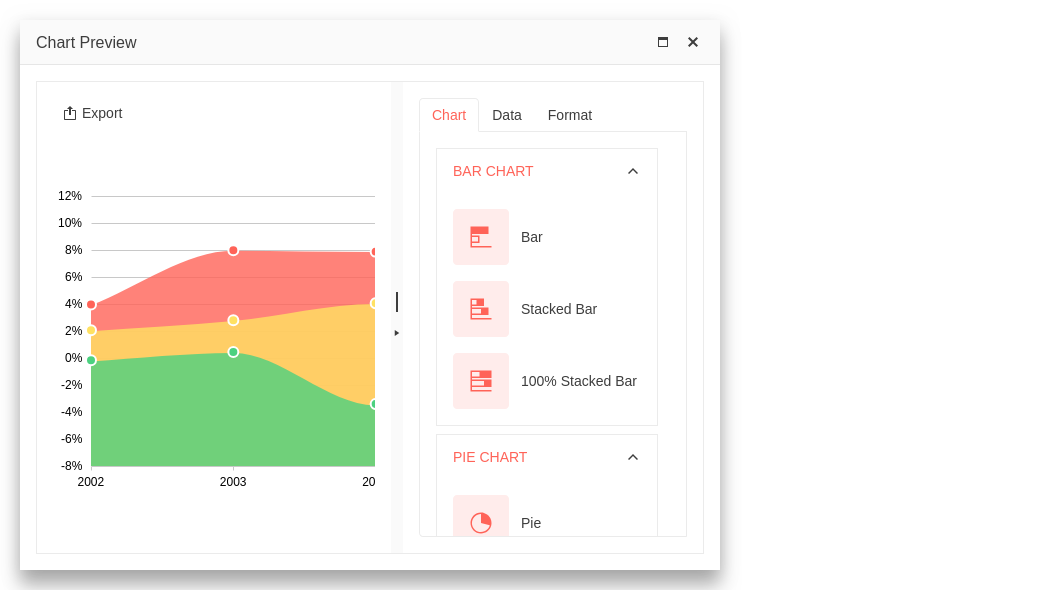 Chart Preview
Export
12%
10%
8%
6%
4%
2%
0%
-2%
-4%
-6%
-8%
2002 2003 20
Chart Data Format
BAR CHART
Bar
Stacked Bar
100% Stacked Bar
PIE CHART
Pie